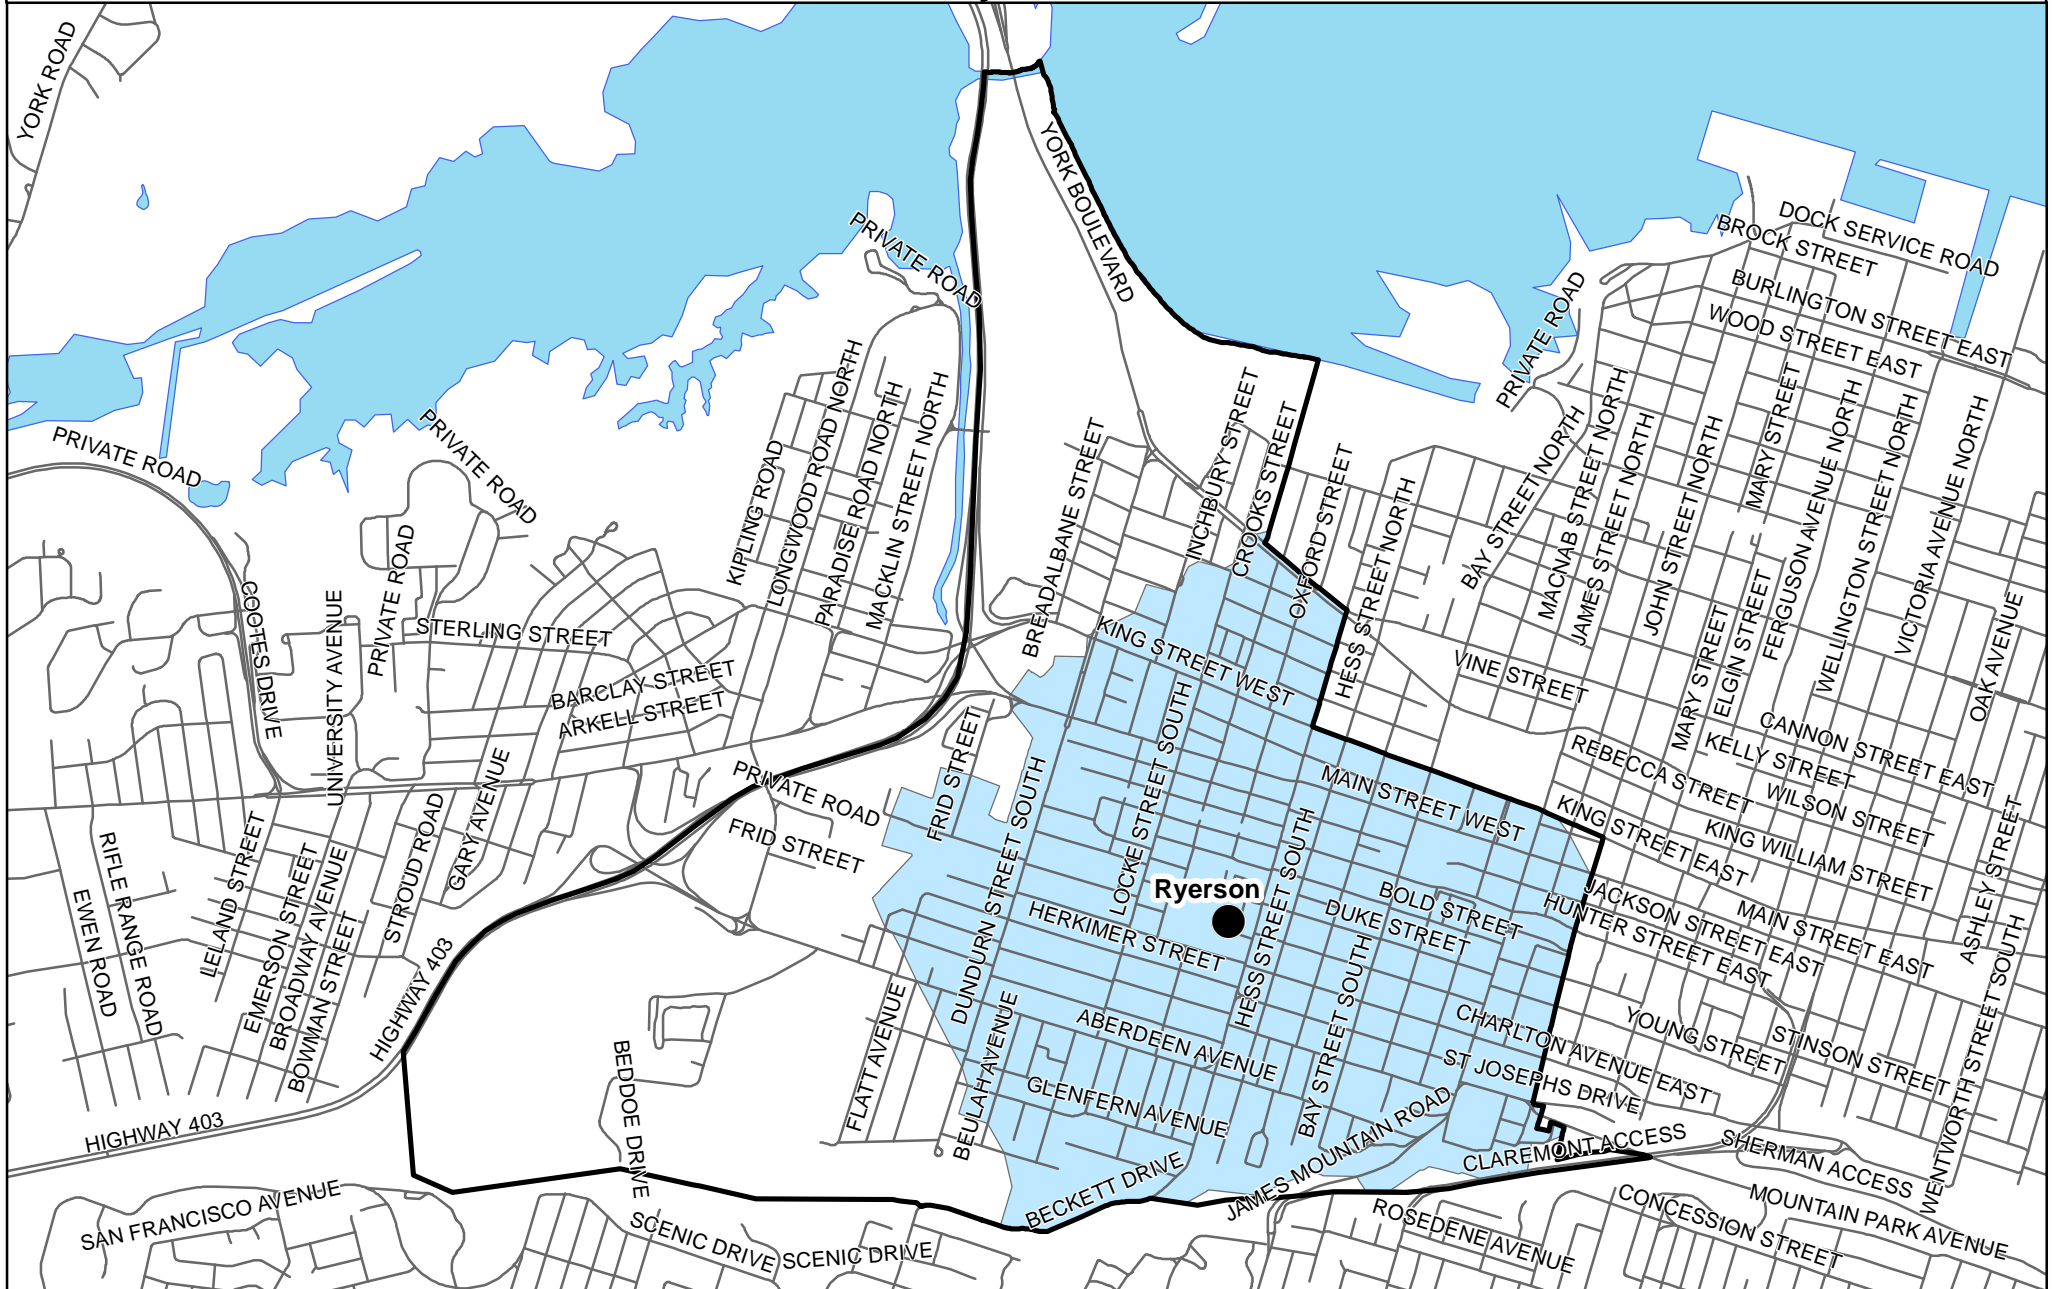 YORK ROAD
YORK BOULEVARD
PRIVATE ROAD
DOCK SERVICE ROAD
BROCK STREET
BURLINGTON STREET EAST
WOOD STREET EAST
PRIVATE ROAD
PRIVATE ROAD
PRIVATE ROAD
PRIVATE ROAD
COOTES DRIVE
UNIVERSITY AVENUE
STERLING STREET
BARCLAY STREET
ARKELL STREET
KIPLING ROAD
LONGWOOD ROAD NORTH
PARADISE ROAD NORTH
MACKLIN STREET NORTH
BREADALBANE STREET
INCHBURY STREET
CROOKS STREET
OXFORD STREET
HESS STREET NORTH
BAY STREET NORTH
MACNAB STREET NORTH
JAMES STREET NORTH
JOHN STREET NORTH
MARY STREET
FERGUSON AVENUE NORTH
WELLINGTON STREET NORTH
VICTORIA AVENUE NORTH
OAK AVENUE
ELGIN STREET
MARY STREET
VINE STREET
KING STREET WEST
CANNON STREET EAST
KELLY STREET
REBECCA STREET
WILSON STREET
KING WILLIAM STREET
KING STREET EAST
MAIN STREET WEST
MAIN STREET EAST
JACKSON STREET EAST
HUNTER STREET EAST
ASHLEY STREET
WENTWORTH STREET SOUTH
STINSON STREET
YOUNG STREET
CHARLTON AVENUE EAST
ST JOSEPHS DRIVE
CLAREMONT ACCESS
SHERMAN ACCESS
MOUNTAIN PARK AVENUE
CONCESSION STREET
ROSEDENE AVENUE
JAMES MOUNTAIN ROAD
BECKETT DRIVE
BAY STREET SOUTH
HESS STREET SOUTH
LOCKE STREET SOUTH
DUNDURN STREET SOUTH
Ryerson
BOLD STREET
DUKE STREET
HERKIMER STREET
ABERDEEN AVENUE
GLENFERN AVENUE
BEULAH AVENUE
FLATT AVENUE
FRID STREET
FRID STREET
PRIVATE ROAD
GARY AVENUE
STROUD ROAD
LELAND STREET
EMERSON STREET
BROADWAY AVENUE
BOWMAN STREET
RIFLE RANGE ROAD
EWEN ROAD
HIGHWAY 403
HIGHWAY 403
BEDDOE DRIVE
SAN FRANCISCO AVENUE
SCENIC DRIVE
SCENIC DRIVE